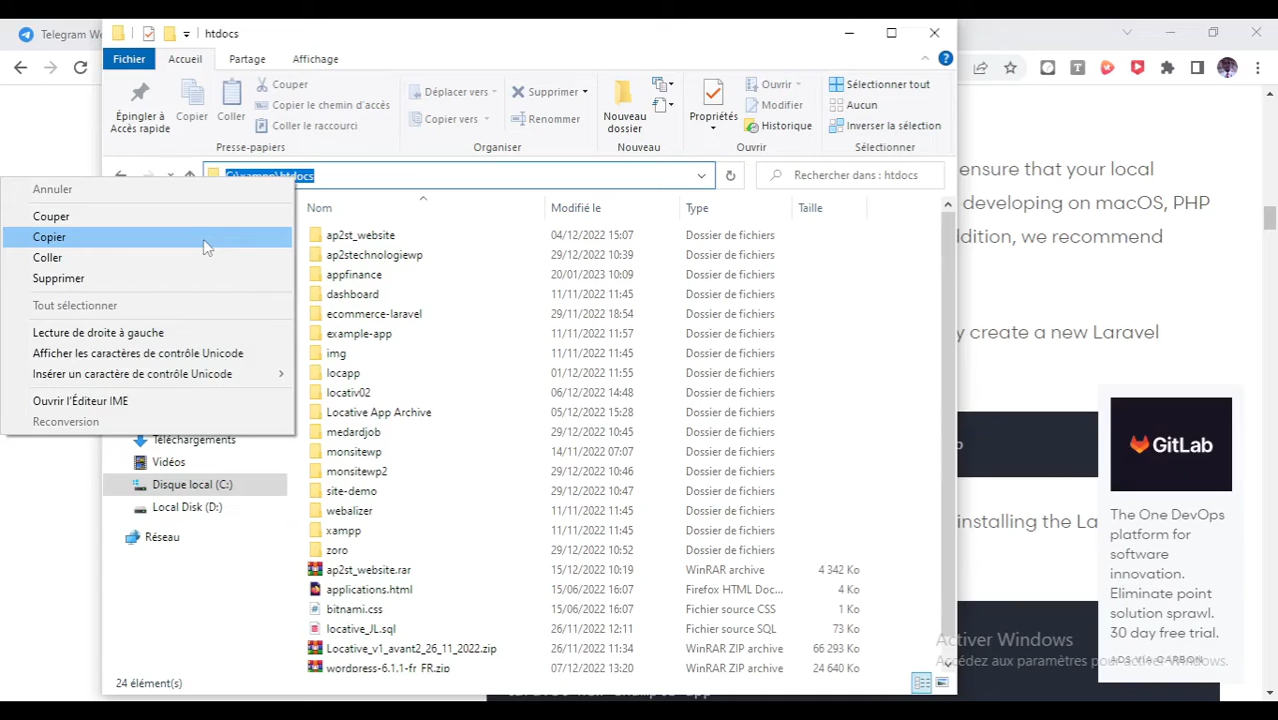 Telegram We
htdocs
Fichier
Accueil
Partage
Affichage
Épingler à
Accès rapide
Copier
Coller
Couper
Copier le chemin d'accès
Coller le raccourci
Presse-papiers
Déplacer vers
Copier vers
Supprimer
Renommer
Organiser
Nouveau
dossier
Nouveau
Propriétés
Ouvrir
Modifier
Historique
Ouvrir
Sélectionner tout
Aucun
Inverser la sélection
Sélectionner
C:\xampp\htdocs
Rechercher dans : htdocs
Annuler
Couper
Copier
Coller
Supprimer
Tout sélectionner
Lecture de droite à gauche
Afficher les caractères de contrôle Unicode
Insérer un caractère de contrôle Unicode
Ouvrir l'Éditeur IME
Reconversion
Téléchargements
Vidéos
Disque local (C:)
Local Disk (D:)
Réseau
Nom Modifié le Type Taille
ap2st_website 04/12/2022 15:07 Dossier de fichiers
ap2stechnologiewp 29/12/2022 10:39 Dossier de fichiers
appfinance 20/01/2023 10:09 Dossier de fichiers
dashboard 11/11/2022 11:45 Dossier de fichiers
ecommerce-laravel 29/11/2022 18:54 Dossier de fichiers
example-app 11/11/2022 11:57 Dossier de fichiers
img 11/11/2022 11:45 Dossier de fichiers
locapp 01/12/2022 11:55 Dossier de fichiers
locativ02 06/12/2022 14:48 Dossier de fichiers
Locative App Archive 05/12/2022 15:28 Dossier de fichiers
medardjob 29/12/2022 10:45 Dossier de fichiers
monsitewp 14/11/2022 07:07 Dossier de fichiers
monsitewp2 29/12/2022 10:46 Dossier de fichiers
site-demo 29/12/2022 10:47 Dossier de fichiers
webalizer 11/11/2022 11:45 Dossier de fichiers
xampp 11/11/2022 11:45 Dossier de fichiers
zoro 29/12/2022 10:52 Dossier de fichiers
ap2st_website.rar 15/12/2022 10:19 WinRAR archive 4 342 Ko
applications.html 15/06/2022 16:07 Firefox HTML Doc... 4 Ko
bitnami.css 15/06/2022 16:07 Fichier source CSS 1 Ko
locative_JL.sql 26/11/2022 12:11 Fichier source SQL 73 Ko
Locative_v1_avant2_26_11_2022.zip 26/11/2022 11:34 WinRAR ZIP archive 66 293 Ko
wordpress-6.1.1-fr_FR.zip 07/12/2022 13:20 WinRAR ZIP archive 24 640 Ko
24 élément(s)
ensure that your local
developing on macOS, PHP
ddition, we recommend
y create a new Laravel
p
installing the La
GitLab
The One DevOps
platform for
software
innovation.
Eliminate point
solution sprawl.
30 day free trial.
ADS VIA CARBON
Activer Windows
Accédez aux paramètres pour activer Windows.